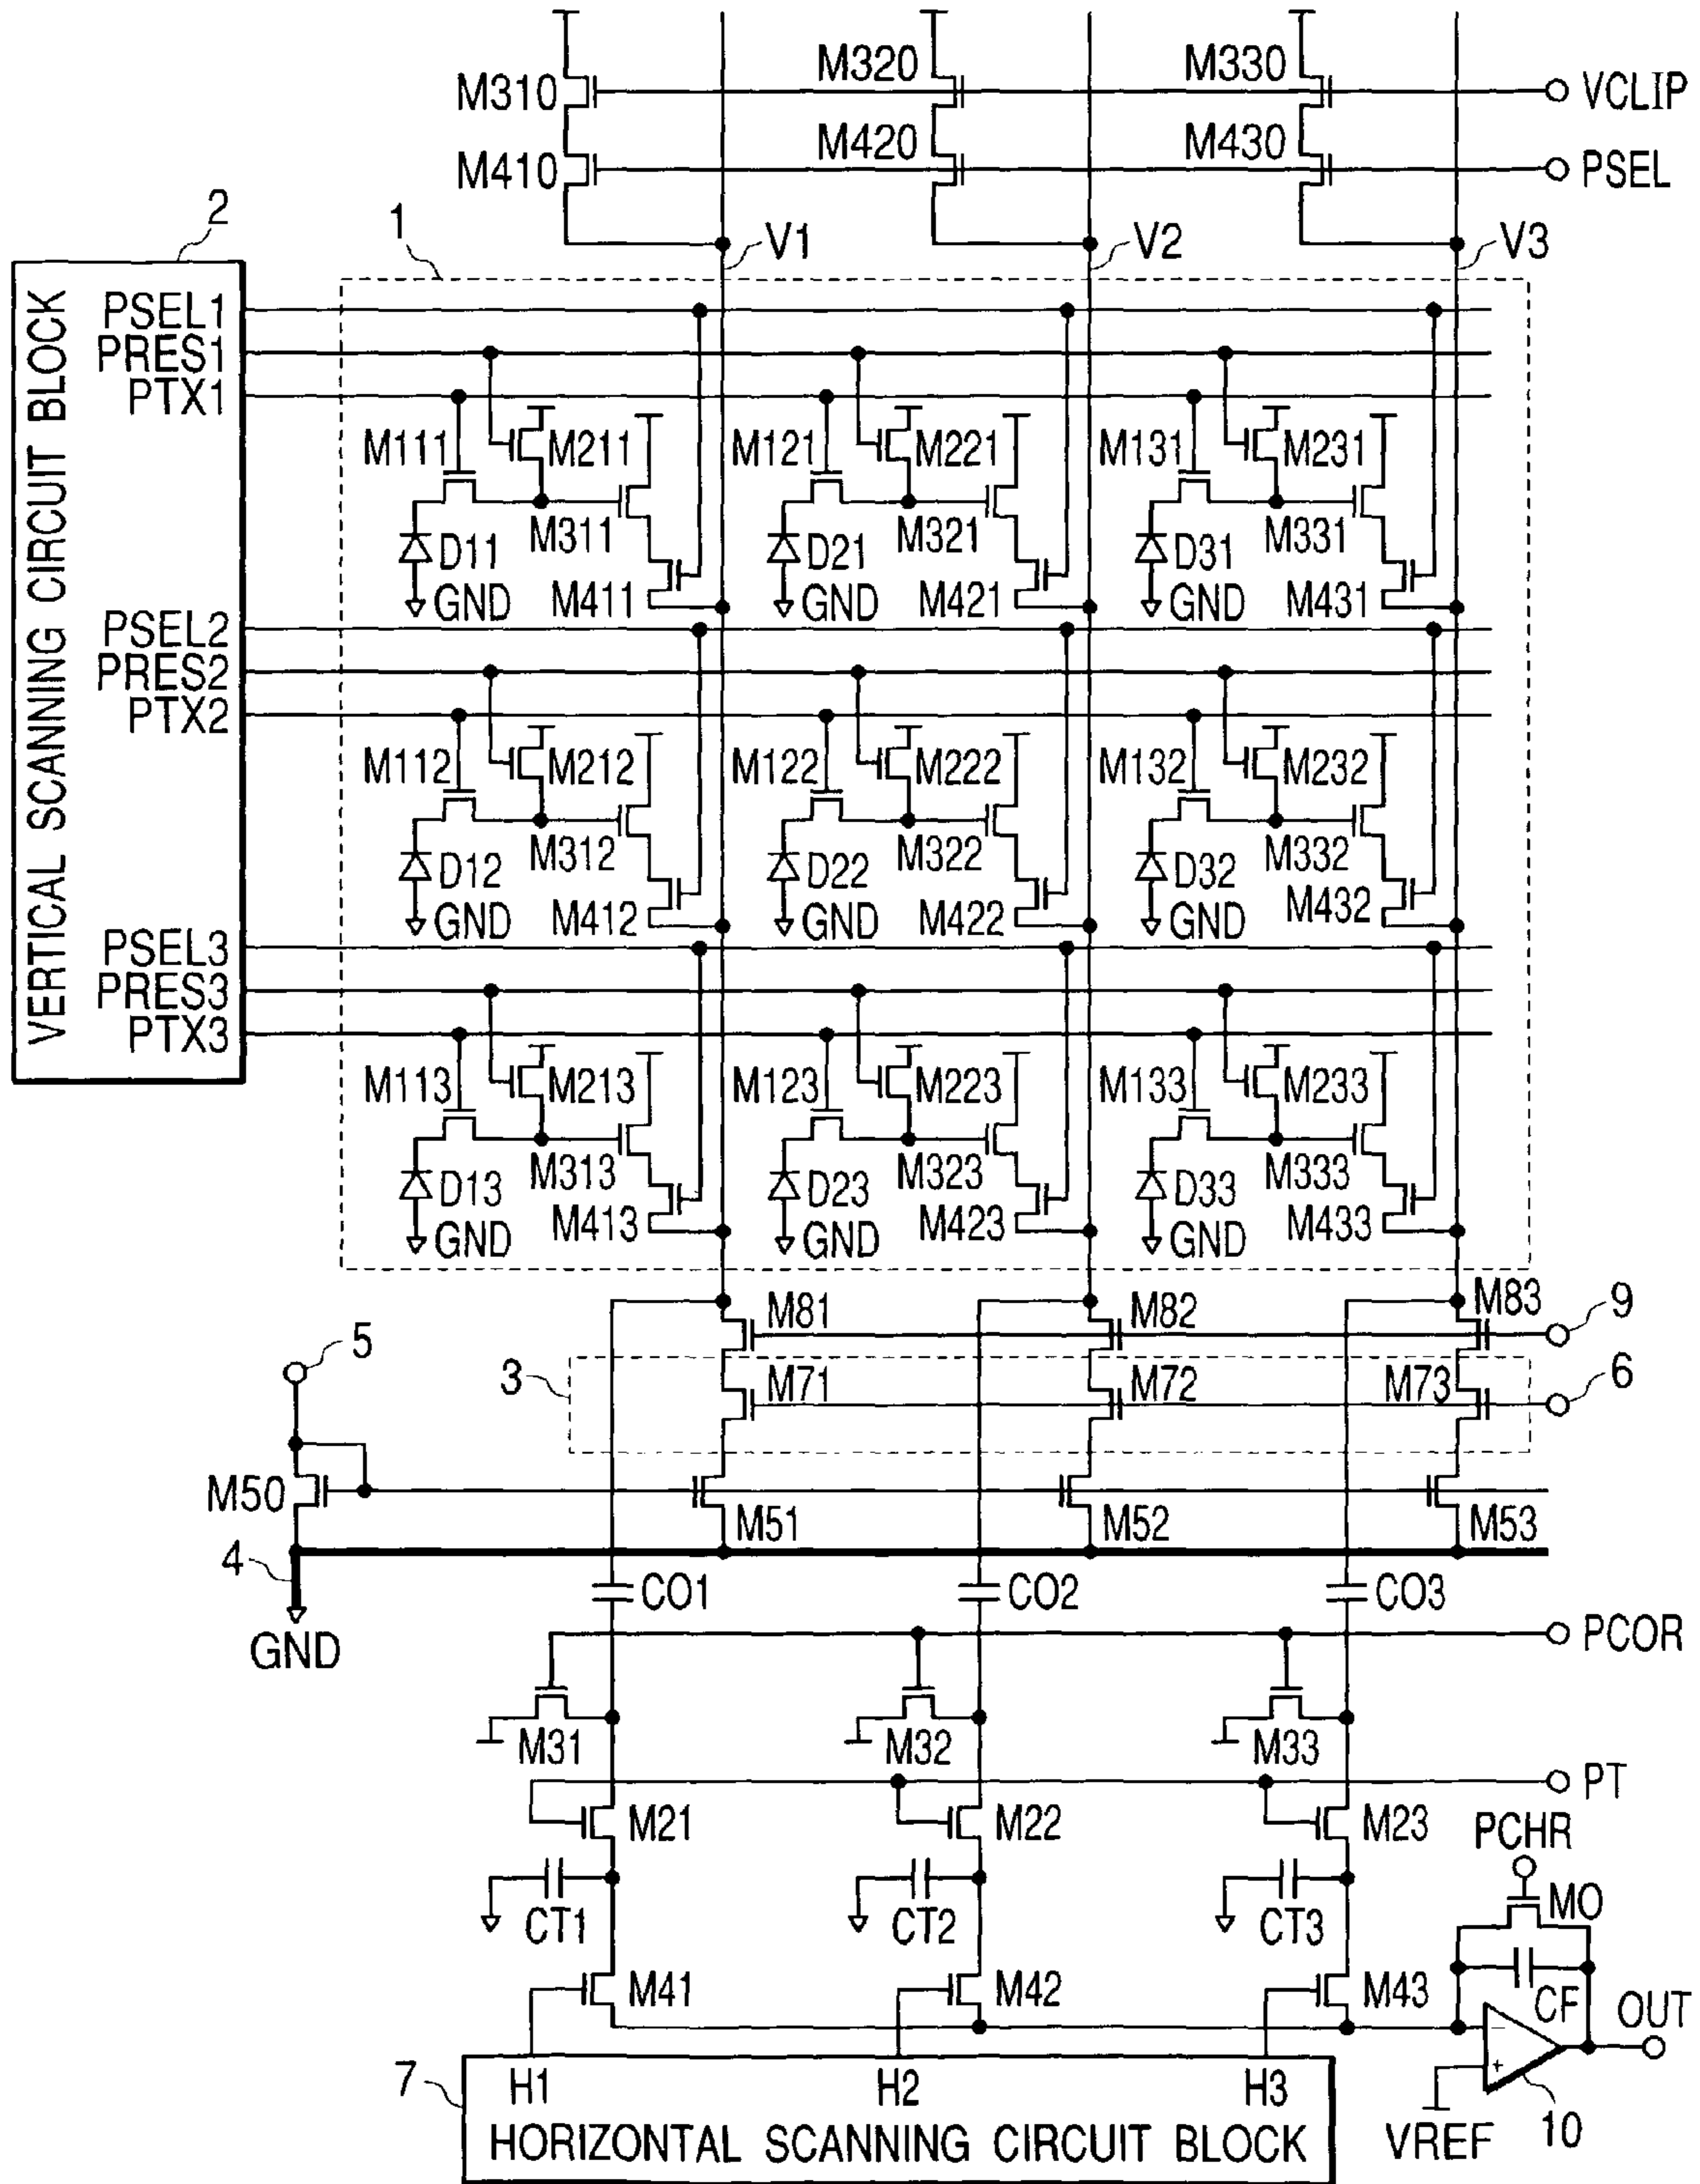 M310
M320
M330
VCLIP
M410
M420
M430
PSEL
2
1
V1
V2
V3
VERTICAL SCANNING CIRCUIT BLOCK
PSEL1
PRES1
PTX1
M111
M211
M121
M221
M131
M231
D11
M311
D21
M321
D31
M331
GND
M411
GND
M421
GND
M431
PSEL2
PRES2
PTX2
M112
M212
M122
M222
M132
M232
D12
M312
D22
M322
D32
M332
GND
M412
GND
M422
GND
M432
PSEL3
PRES3
PTX3
M113
M213
M123
M223
M133
M233
D13
M313
D23
M323
D33
M333
GND
M413
GND
M423
GND
M433
M81
M82
M83
9
5
3
M71
M72
M73
6
M50
M51
M52
M53
4
GND
CO1
CO2
CO3
PCOR
M31
M32
M33
PT
M21
M22
M23
PCHR
MO
CT1
CT2
CT3
M41
M42
M43
CF
OUT
−
+
7
H1
H2
H3
VREF
10
HORIZONTAL SCANNING CIRCUIT BLOCK